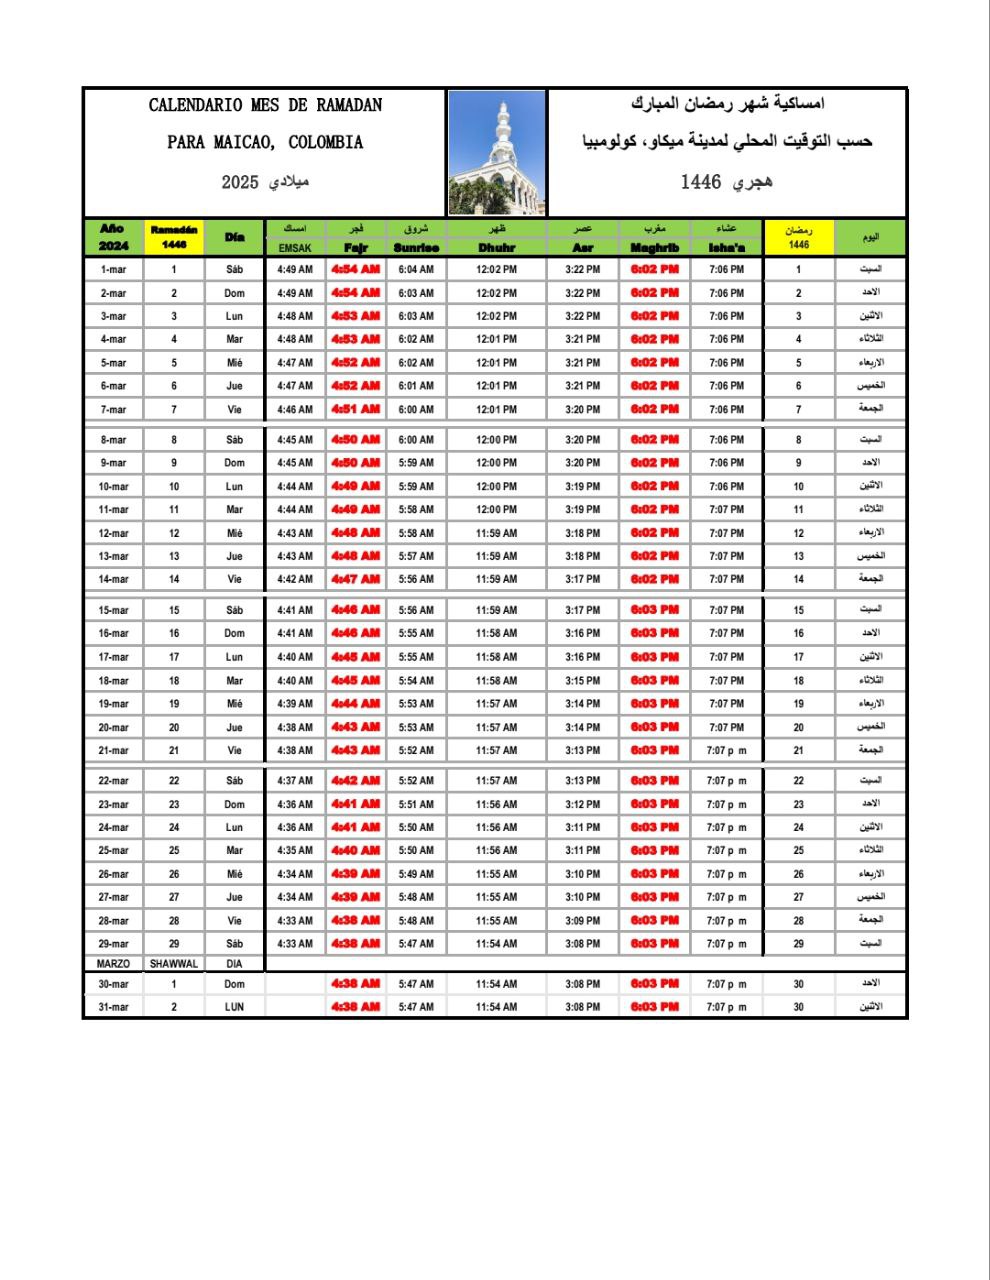 CALENDARIO MES DE RAMADAN
PARA MAICAO, COLOMBIA
2025 ميلادي
امساكية شهر رمضان المبارك
حسب التوقيت المحلي لمدينة ميكاو، كولومبيا
1446 هجري
Año 2024 Ramadán 1446 Día امسك فجر شروق ظهر عصر مغرب عشاء رمضان 1446 اليوم
EMSAK Fajr Sunrise Dhuhr Asr Maghrib Isha'a
1-mar 1 Sáb 4:49 AM 4:54 AM 6:04 AM 12:02 PM 3:22 PM 6:02 PM 7:06 PM 1 السبت
2-mar 2 Dom 4:49 AM 4:54 AM 6:03 AM 12:02 PM 3:22 PM 6:02 PM 7:06 PM 2 الاحد
3-mar 3 Lun 4:48 AM 4:53 AM 6:03 AM 12:02 PM 3:22 PM 6:02 PM 7:06 PM 3 الاثنين
4-mar 4 Mar 4:48 AM 4:53 AM 6:02 AM 12:01 PM 3:21 PM 6:02 PM 7:06 PM 4 الثلاثاء
5-mar 5 Mié 4:47 AM 4:52 AM 6:02 AM 12:01 PM 3:21 PM 6:02 PM 7:06 PM 5 الاربعاء
6-mar 6 Jue 4:47 AM 4:52 AM 6:01 AM 12:01 PM 3:21 PM 6:02 PM 7:06 PM 6 الخميس
7-mar 7 Vie 4:46 AM 4:51 AM 6:00 AM 12:01 PM 3:20 PM 6:02 PM 7:06 PM 7 الجمعة
8-mar 8 Sáb 4:45 AM 4:50 AM 6:00 AM 12:00 PM 3:20 PM 6:02 PM 7:06 PM 8 السبت
9-mar 9 Dom 4:45 AM 4:50 AM 5:59 AM 12:00 PM 3:20 PM 6:02 PM 7:06 PM 9 الاحد
10-mar 10 Lun 4:44 AM 4:49 AM 5:59 AM 12:00 PM 3:19 PM 6:02 PM 7:06 PM 10 الاثنين
11-mar 11 Mar 4:44 AM 4:49 AM 5:58 AM 12:00 PM 3:19 PM 6:02 PM 7:07 PM 11 الثلاثاء
12-mar 12 Mié 4:43 AM 4:48 AM 5:58 AM 11:59 AM 3:18 PM 6:02 PM 7:07 PM 12 الاربعاء
13-mar 13 Jue 4:43 AM 4:48 AM 5:57 AM 11:59 AM 3:18 PM 6:02 PM 7:07 PM 13 الخميس
14-mar 14 Vie 4:42 AM 4:47 AM 5:56 AM 11:59 AM 3:17 PM 6:02 PM 7:07 PM 14 الجمعة
15-mar 15 Sáb 4:41 AM 4:46 AM 5:56 AM 11:59 AM 3:17 PM 6:03 PM 7:07 PM 15 السبت
16-mar 16 Dom 4:41 AM 4:46 AM 5:55 AM 11:58 AM 3:16 PM 6:03 PM 7:07 PM 16 الاحد
17-mar 17 Lun 4:40 AM 4:45 AM 5:55 AM 11:58 AM 3:16 PM 6:03 PM 7:07 PM 17 الاثنين
18-mar 18 Mar 4:40 AM 4:45 AM 5:54 AM 11:58 AM 3:15 PM 6:03 PM 7:07 PM 18 الثلاثاء
19-mar 19 Mié 4:39 AM 4:44 AM 5:53 AM 11:57 AM 3:14 PM 6:03 PM 7:07 PM 19 الاربعاء
20-mar 20 Jue 4:38 AM 4:43 AM 5:53 AM 11:57 AM 3:14 PM 6:03 PM 7:07 PM 20 الخميس
21-mar 21 Vie 4:38 AM 4:43 AM 5:52 AM 11:57 AM 3:13 PM 6:03 PM 7:07 p m 21 الجمعة
22-mar 22 Sáb 4:37 AM 4:42 AM 5:52 AM 11:57 AM 3:13 PM 6:03 PM 7:07 p m 22 السبت
23-mar 23 Dom 4:36 AM 4:41 AM 5:51 AM 11:56 AM 3:12 PM 6:03 PM 7:07 p m 23 الاحد
24-mar 24 Lun 4:36 AM 4:41 AM 5:50 AM 11:56 AM 3:11 PM 6:03 PM 7:07 p m 24 الاثنين
25-mar 25 Mar 4:35 AM 4:40 AM 5:50 AM 11:56 AM 3:11 PM 6:03 PM 7:07 p m 25 الثلاثاء
26-mar 26 Mié 4:34 AM 4:39 AM 5:49 AM 11:55 AM 3:10 PM 6:03 PM 7:07 p m 26 الاربعاء
27-mar 27 Jue 4:34 AM 4:39 AM 5:48 AM 11:55 AM 3:10 PM 6:03 PM 7:07 p m 27 الخميس
28-mar 28 Vie 4:33 AM 4:38 AM 5:48 AM 11:55 AM 3:09 PM 6:03 PM 7:07 p m 28 الجمعة
29-mar 29 Sáb 4:33 AM 4:38 AM 5:47 AM 11:54 AM 3:08 PM 6:03 PM 7:07 p m 29 السبت
MARZO SHAWWAL DIA
30-mar 1 Dom 4:38 AM 5:47 AM 11:54 AM 3:08 PM 6:03 PM 7:07 p m 30 الاحد
31-mar 2 LUN 4:38 AM 5:47 AM 11:54 AM 3:08 PM 6:03 PM 7:07 p m 30 الاثنين